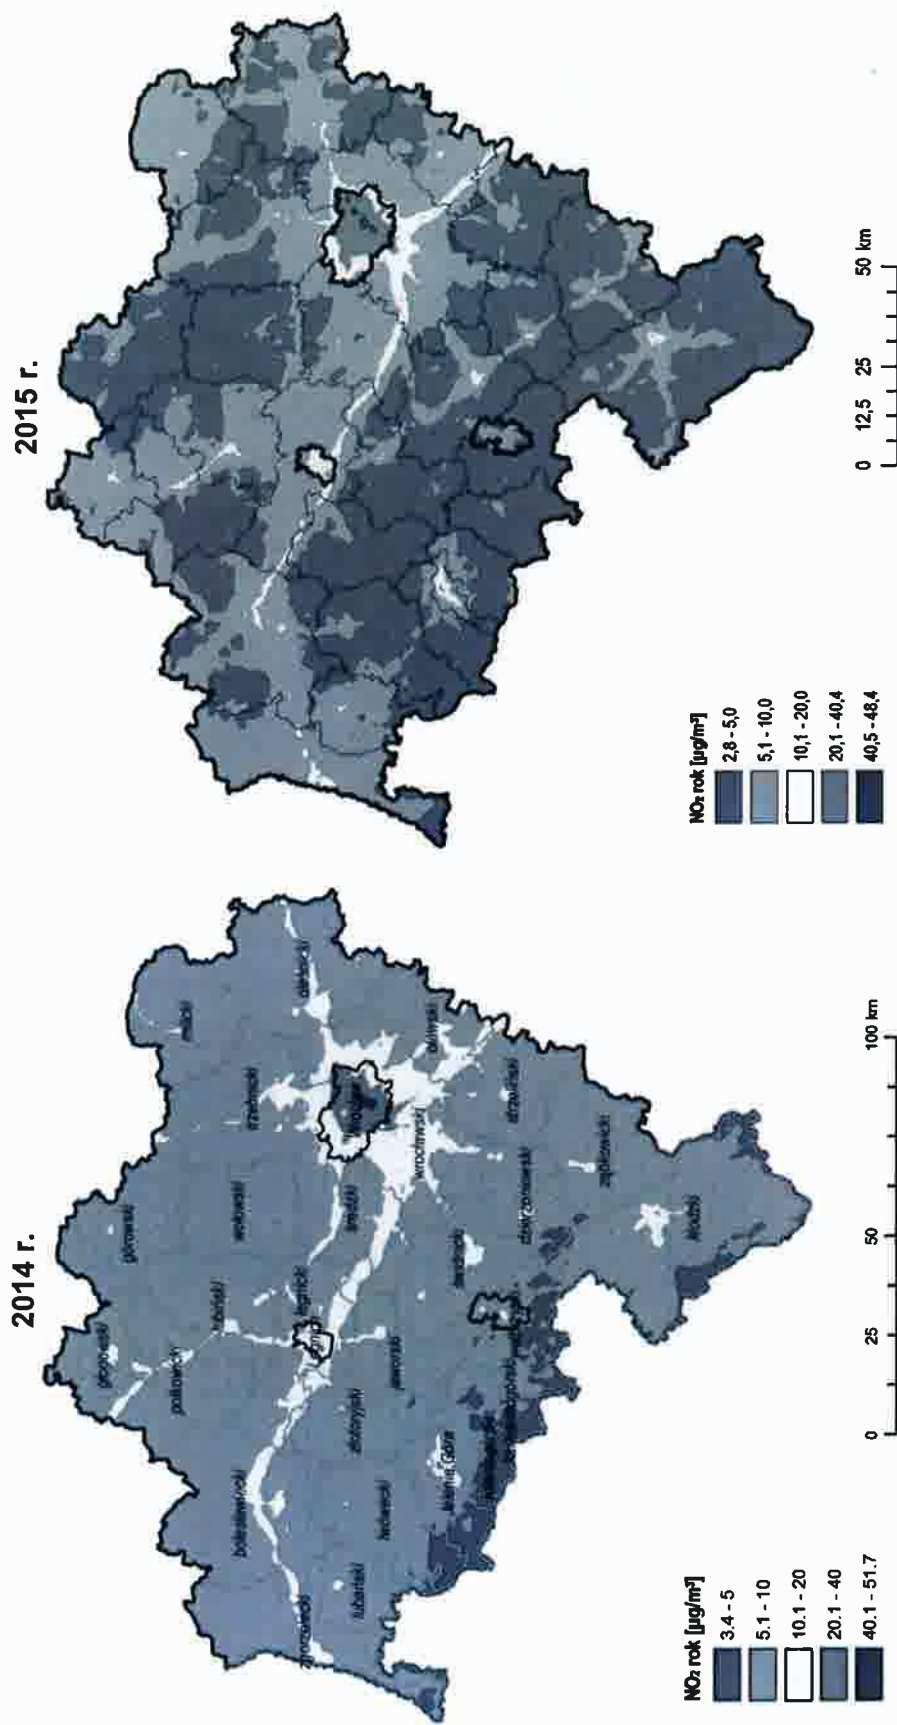 2014 r.
głogowski
górowski
milicki
polkowicki
lubiński
wołowski
trzebnicki
oleśnicki
bolesławiecki
legnicki
średzki
zgorzelecki
lubański
lwówecki
złotoryjski
jaworski
wrocławski
oławski
Jelenia Góra
świdnicki
strzeliński
dzierżoniowski
ząbkowicki
kłodzki
NO₂ rok [µg/m³]
3.4 - 5
5.1 - 10
10.1 - 20
20.1 - 40
40.1 - 51.7
0
25
50
100 km
2015 r.
NO₂ rok [µg/m³]
2,8 - 5,0
5,1 - 10,0
10,1 - 20,0
20,1 - 40,4
40,5 - 48,4
0
12,5
25
50 km